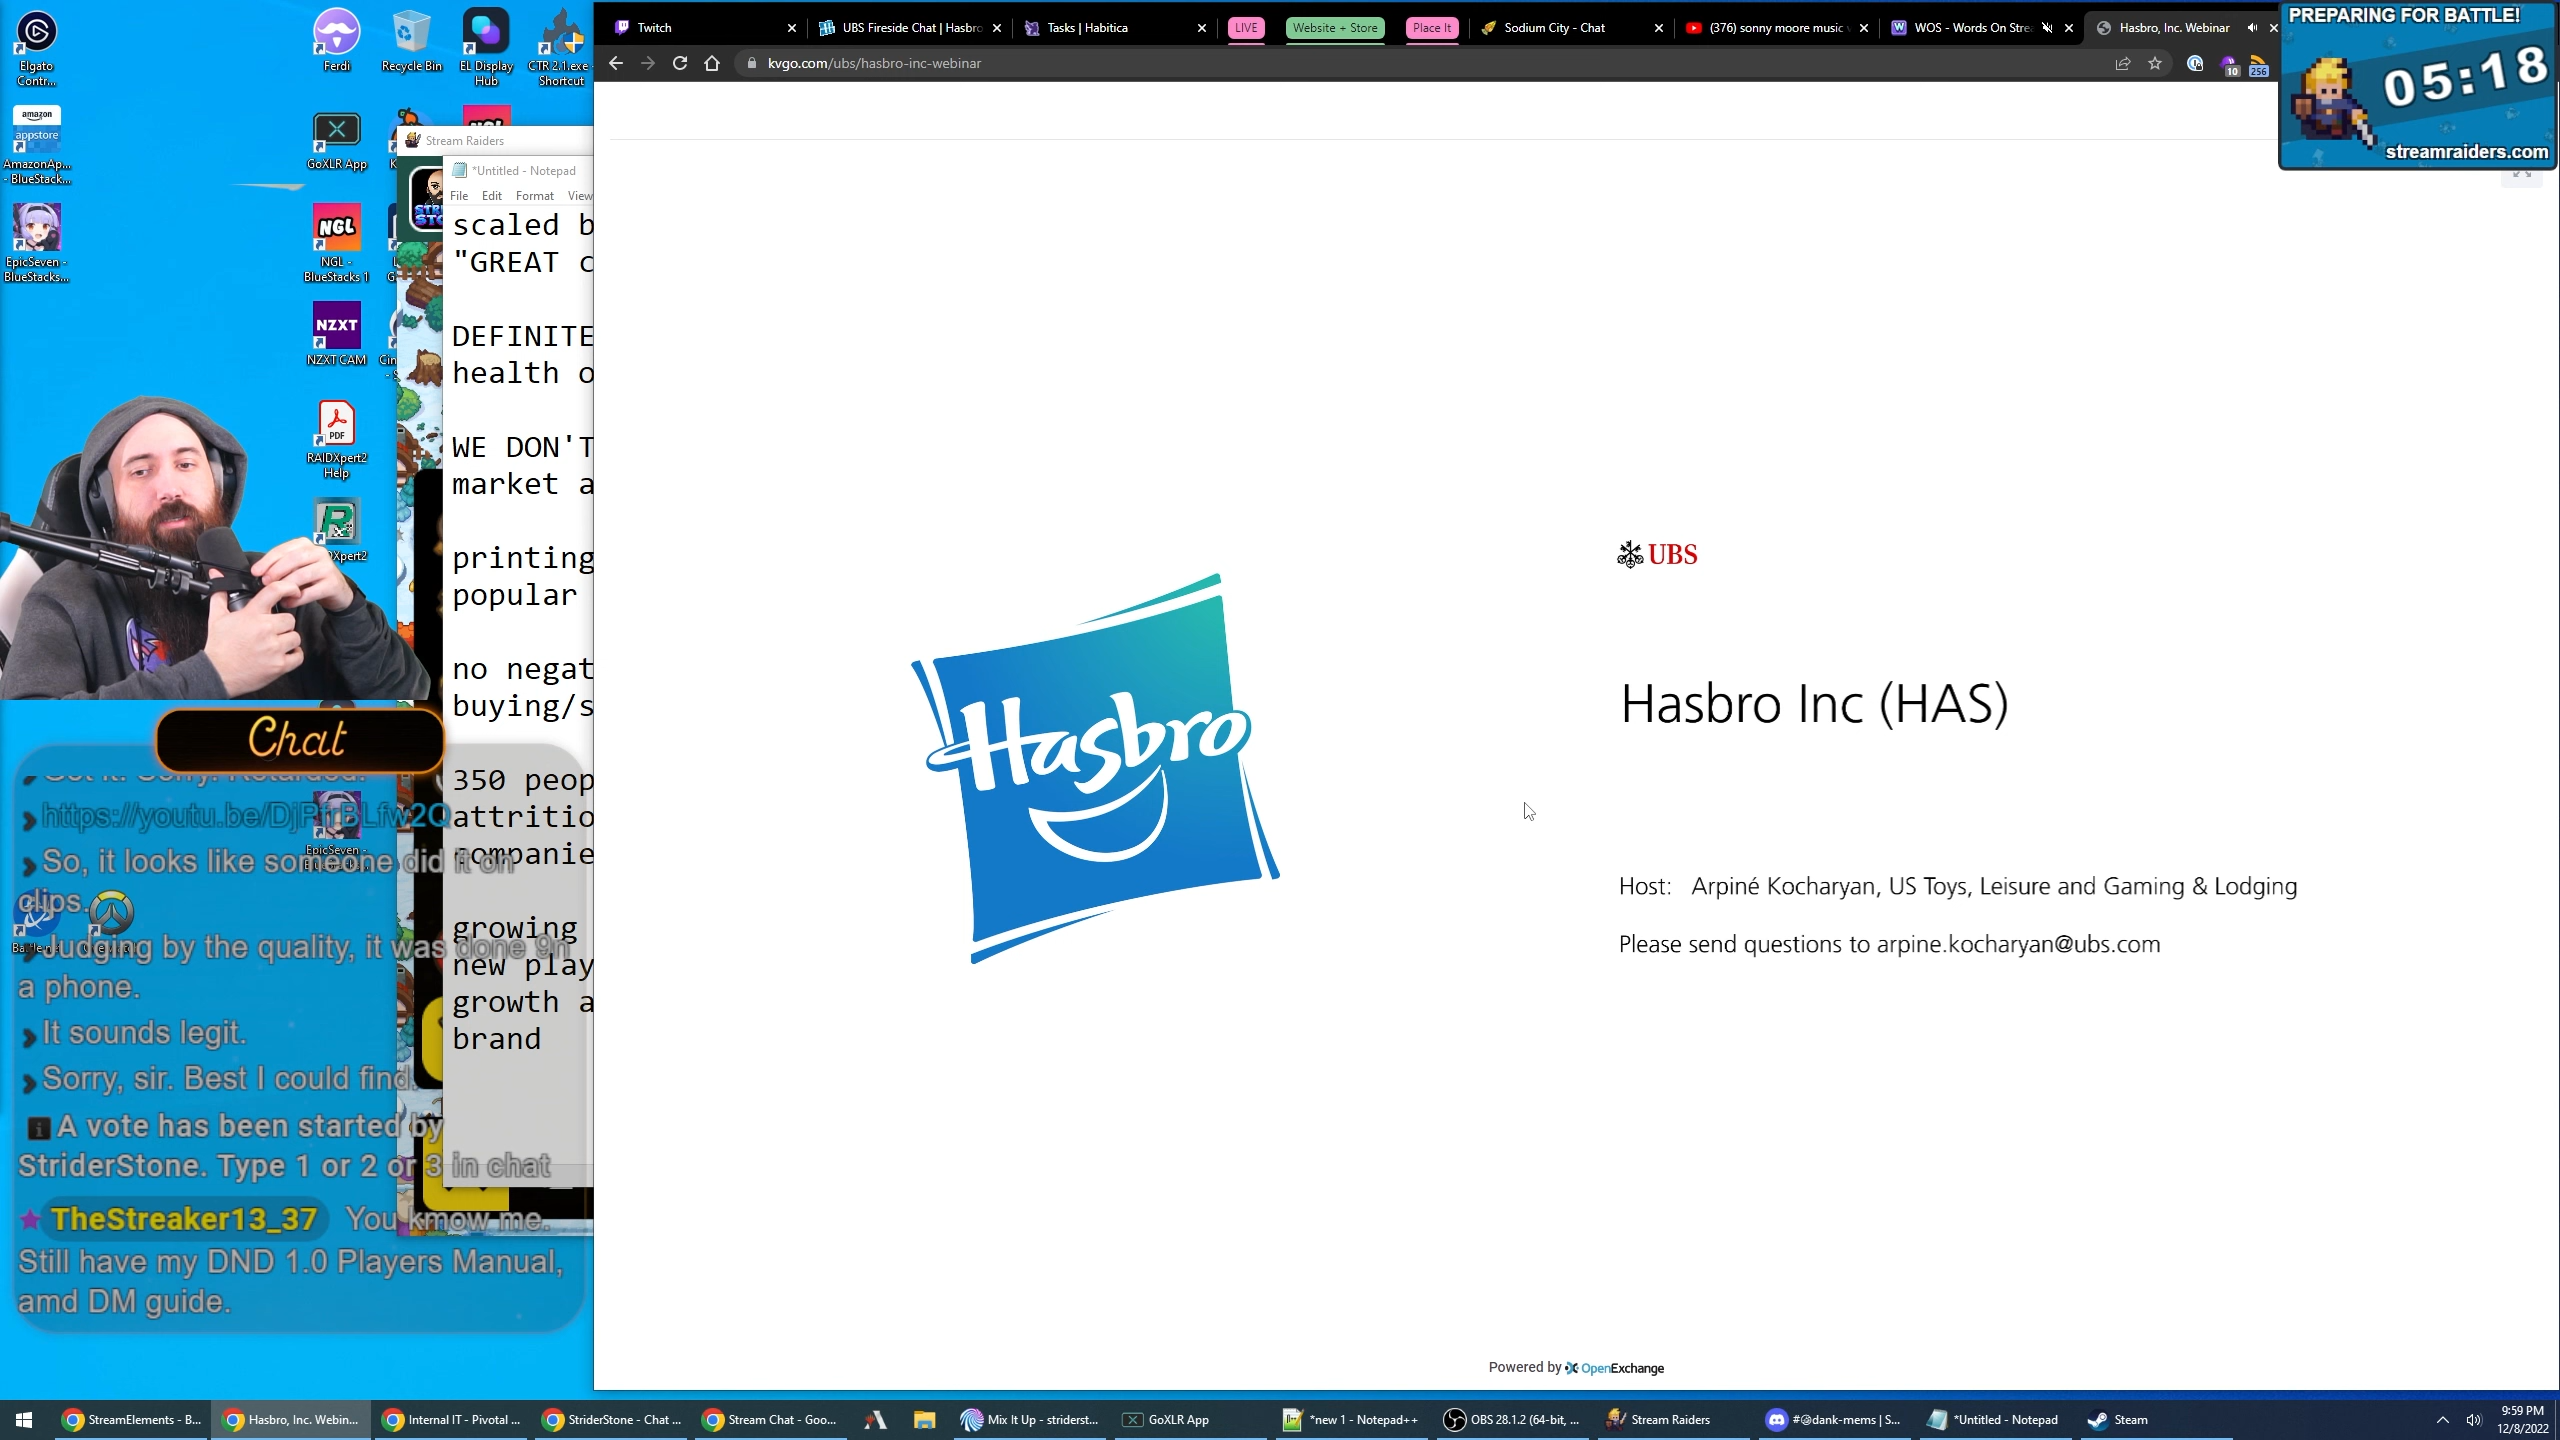 Elgato
Contr...
Ferdi
Recycle Bin
EL Display
Hub
CTR 2.1.exe -
Shortcut
amazon
appstore
AmazonAp...
- BlueStack...
GoXLR App
EpicSeven -
BlueStacks...
NGL
NGL -
BlueStacks 1
NZXT
NZXT CAM
PDF
RAIDXpert2
Help
Stream Raiders
*Untitled - Notepad
File Edit Format View
scaled b
"GREAT c
DEFINITE
health o
WE DON'T
market a
printing
popular
no negat
buying/s
350 peop
attritio
companie
growing
new play
growth a
brand
Chat
So, it looks like someone did it on
clips.
Judging by the quality, it was done 9n
a phone.
It sounds legit.
Sorry, sir. Best I could find.
A vote has been started by
StriderStone. Type 1 or 2 or 3 in chat
TheStreaker13_37 You kmow me.
Still have my DND 1.0 Players Manual,
amd DM guide.
EpicSeven -
Twitch
UBS Fireside Chat | Hasbro
Tasks | Habitica
LIVE
Website + Store
Place It
Sodium City - Chat
(376) sonny moore music
WOS - Words On Stre
Hasbro, Inc. Webinar
kvgo.com/ubs/hasbro-inc-webinar
10
256
PREPARING FOR BATTLE!
05:18
streamraiders.com
Hasbro
UBS
Hasbro Inc (HAS)
Host: Arpiné Kocharyan, US Toys, Leisure and Gaming & Lodging
Please send questions to arpine.kocharyan@ubs.com
Powered by OpenExchange
StreamElements - B...
Hasbro, Inc. Webin...
Internal IT - Pivotal ...
StriderStone - Chat ...
Stream Chat - Goo...
Mix It Up - striderst...
GoXLR App
*new 1 - Notepad++
OBS 28.1.2 (64-bit, ...
Stream Raiders
#@dank-mems | S...
*Untitled - Notepad
Steam
9:59 PM
12/8/2022